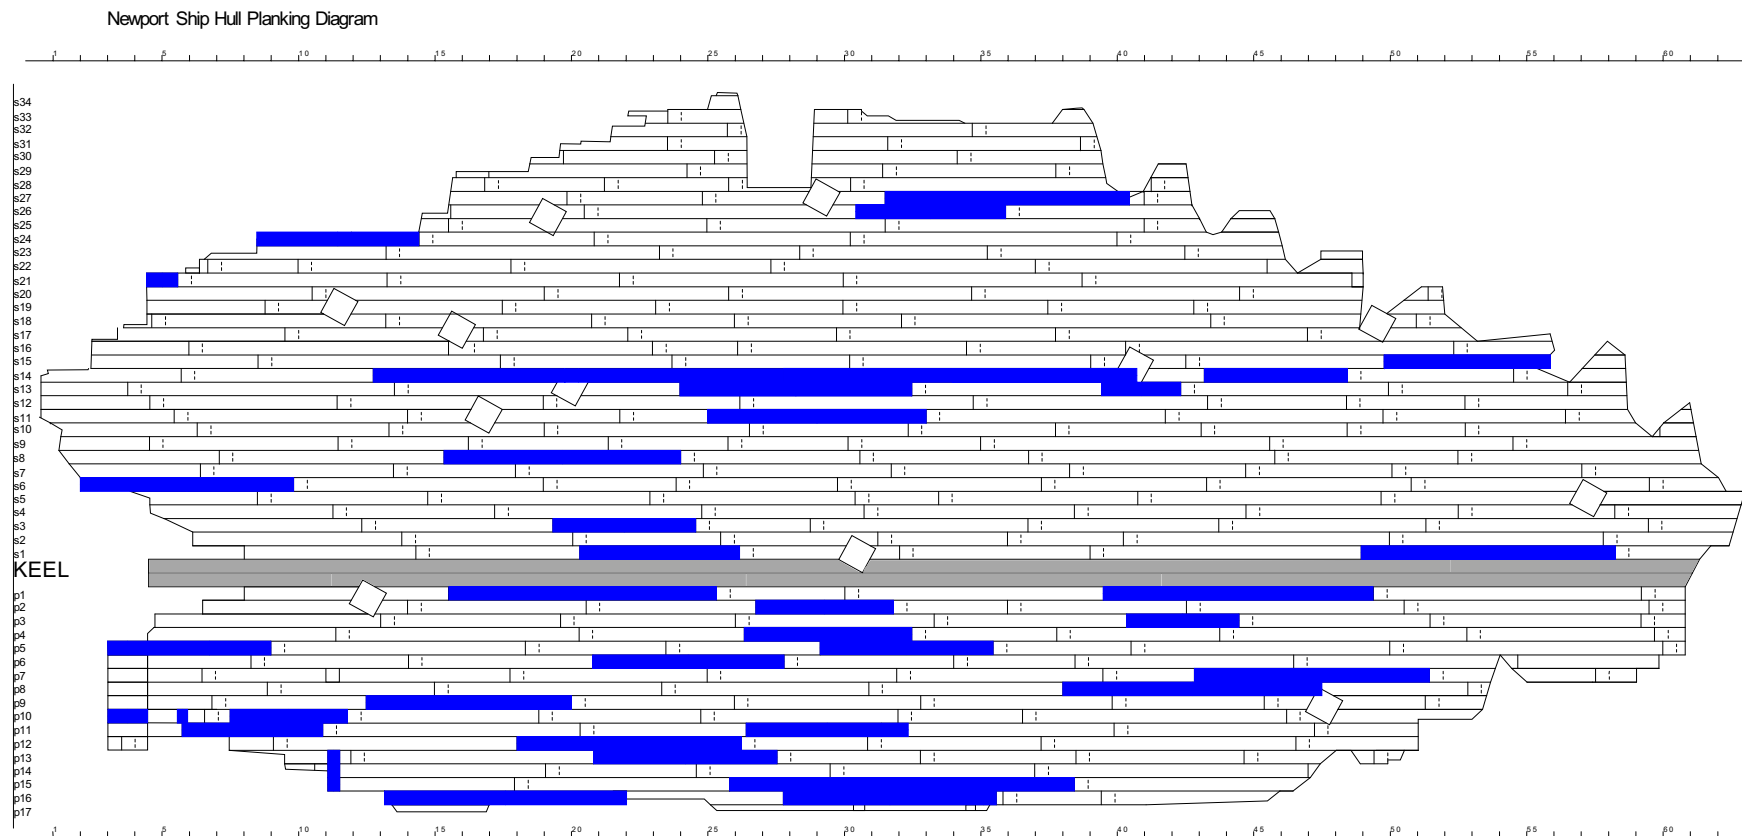 Newport Ship Hull Planking Diagram
1 5 10 15 20 25 30 35 40 45 50 55 60
s34
s33
s32
s31
s30
s29
s28
s27
s26
s25
s24
s23
s22
s21
s20
s19
s18
s17
s16
s15
s14
s13
s12
s11
s10
s9
s8
s7
s6
s5
s4
s3
s2
s1
KEEL
p1
p2
p3
p4
p5
p6
p7
p8
p9
p10
p11
p12
p13
p14
p15
p16
p17
1 5 10 15 20 25 30 35 40 45 50 55 60